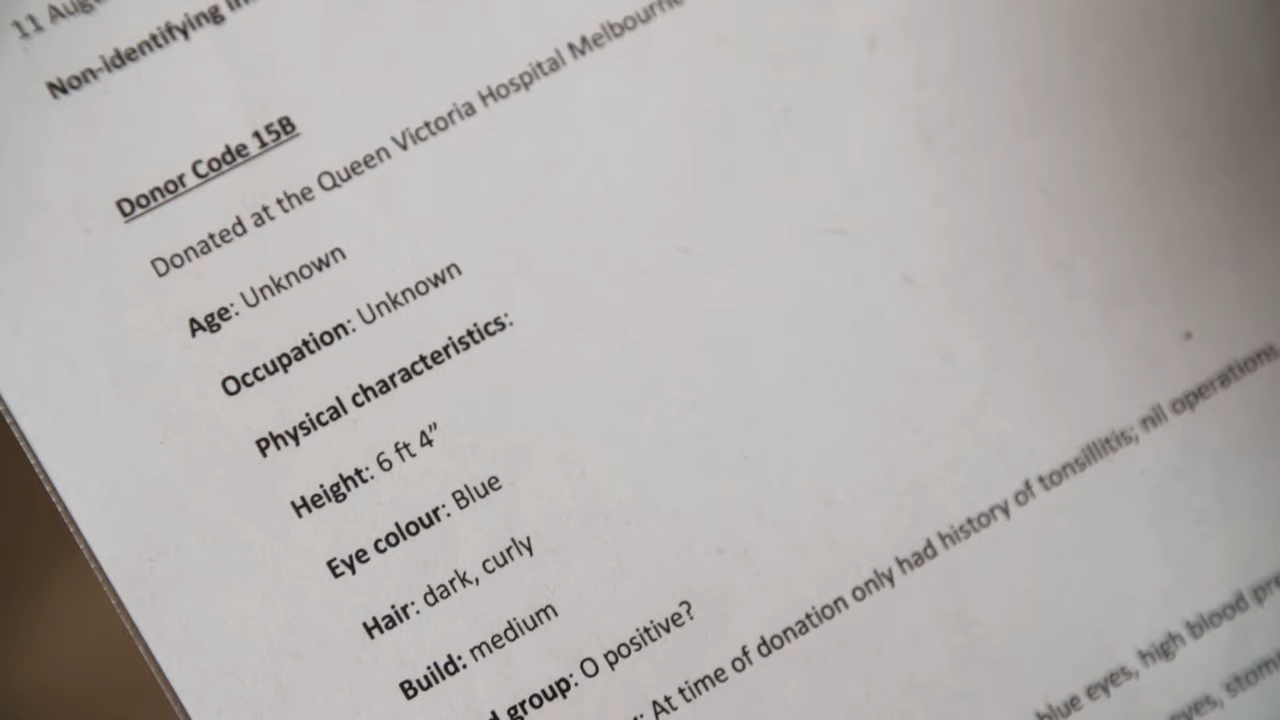 11
Non-identifying
Donor Code 15B
Donated at the Queen Victoria Hospital Melbourne
Age: Unknown
Occupation: Unknown
Physical characteristics:
Height: 6 ft 4”
Eye colour: Blue
Hair: dark, curly
Build: medium
group: O positive?
At time of donation only had history of tonsillitis; nil operations
blue eyes, high blood
eyes,